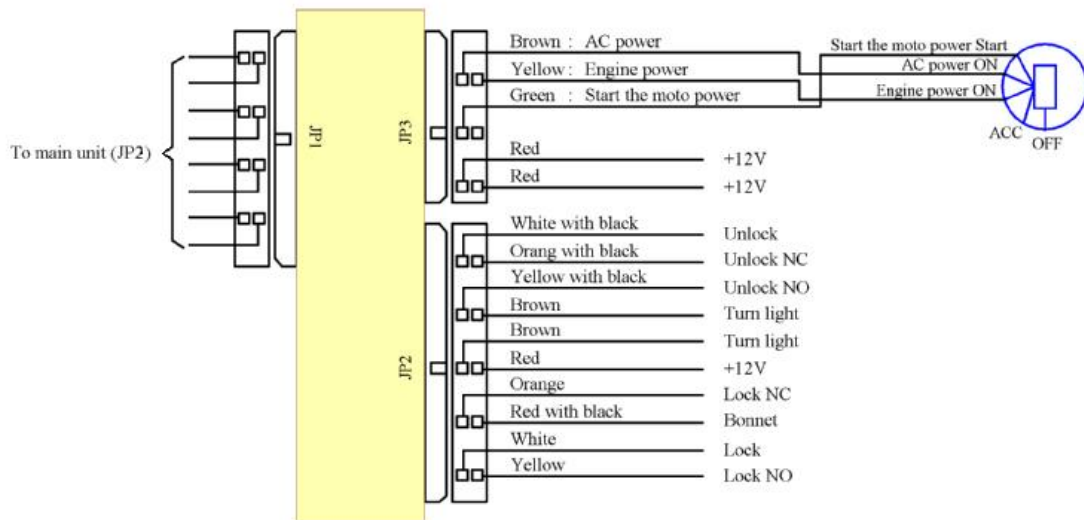 Brown : AC power
Yellow : Engine power
Green : Start the moto power
Red
+12V
Red
+12V
Start the moto power Start
AC power ON
Engine power ON
ACC
OFF
To main unit (JP2)
JP1
JP3
JP2
White with black
Unlock
Orang with black
Unlock NC
Yellow with black
Unlock NO
Brown
Turn light
Brown
Turn light
Red
+12V
Orange
Lock NC
Red with black
Bonnet
White
Lock
Yellow
Lock NO